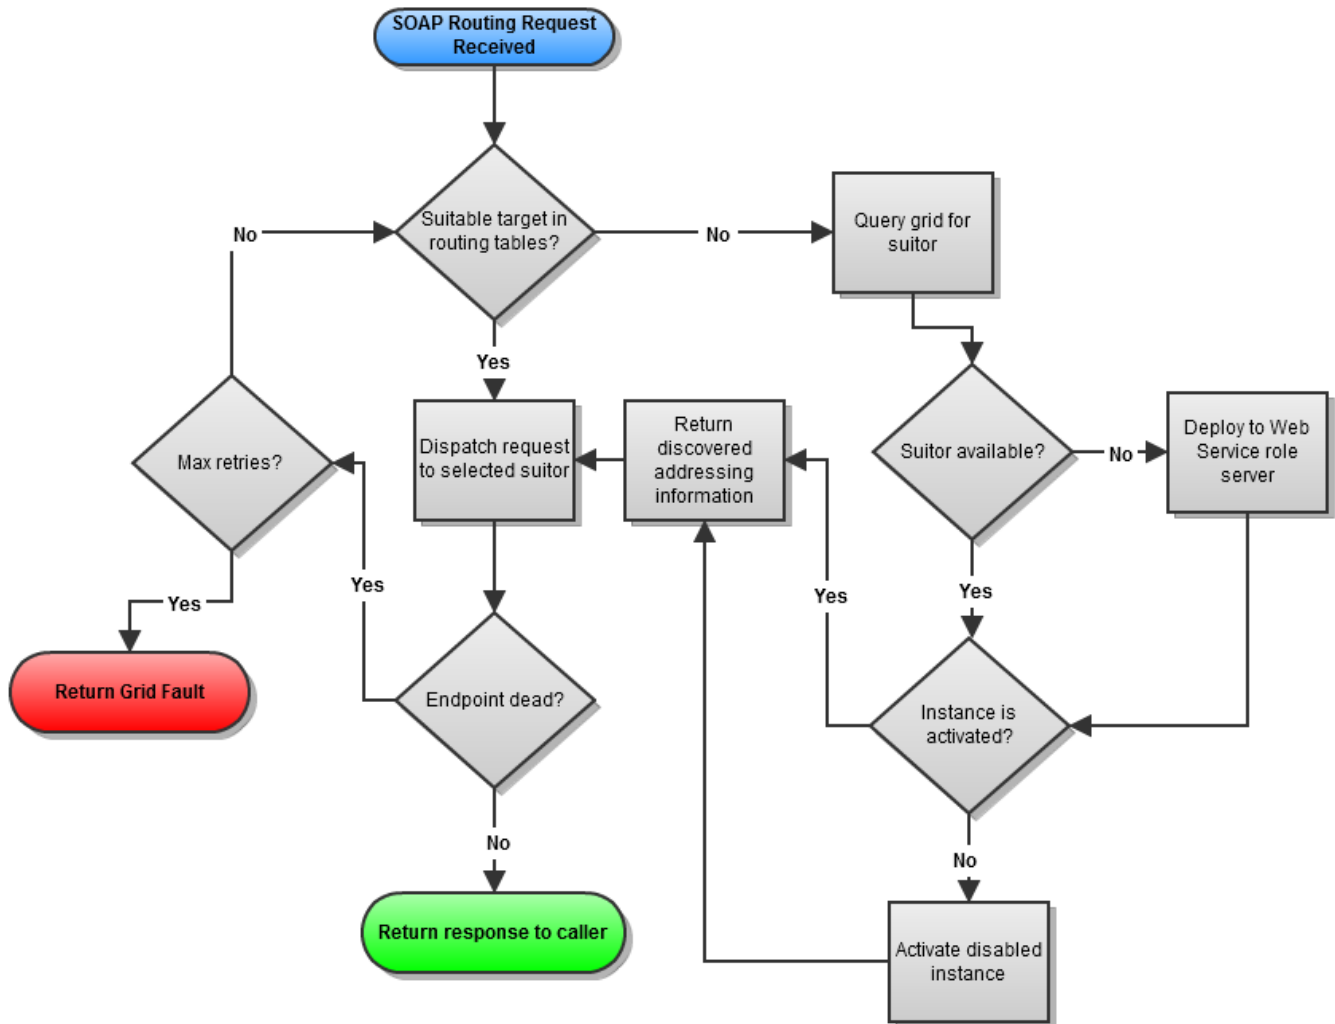 SOAP Routing Request
Received
Suitable target in
routing tables?
No
No
Query grid for
suitor
Yes
Max retries?
Dispatch request
to selected suitor
Return
discovered
addressing
information
Suitor available?
No
Deploy to Web
Service role
server
Yes
Yes
Yes
Yes
Return Grid Fault
Endpoint dead?
Instance is
activated?
No
No
Return response to caller
Activate disabled
instance